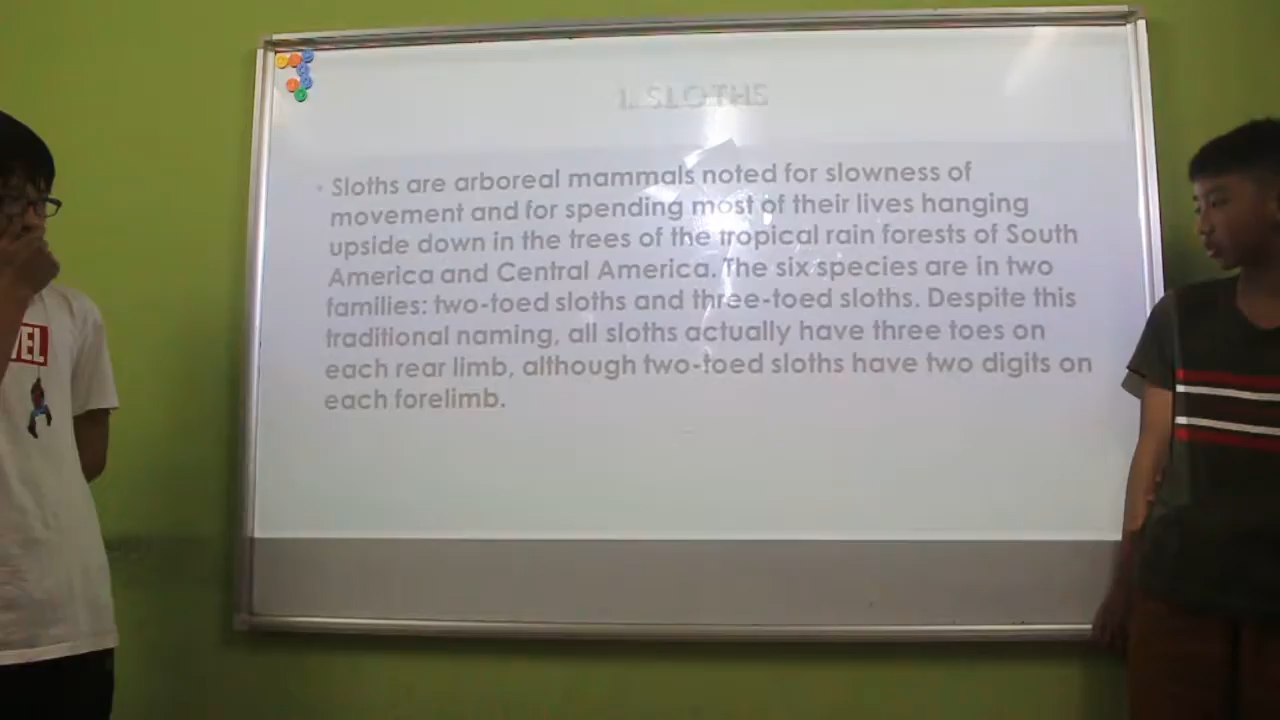 1. SLOTHS
Sloths are arboreal mammals noted for slowness of
movement and for spending most of their lives hanging
upside down in the trees of the tropical rain forests of South
America and Central America. The six species are in two
families: two-toed sloths and three-toed sloths. Despite this
traditional naming, all sloths actually have three toes on
each rear limb, although two-toed sloths have two digits on
each forelimb.
VEL